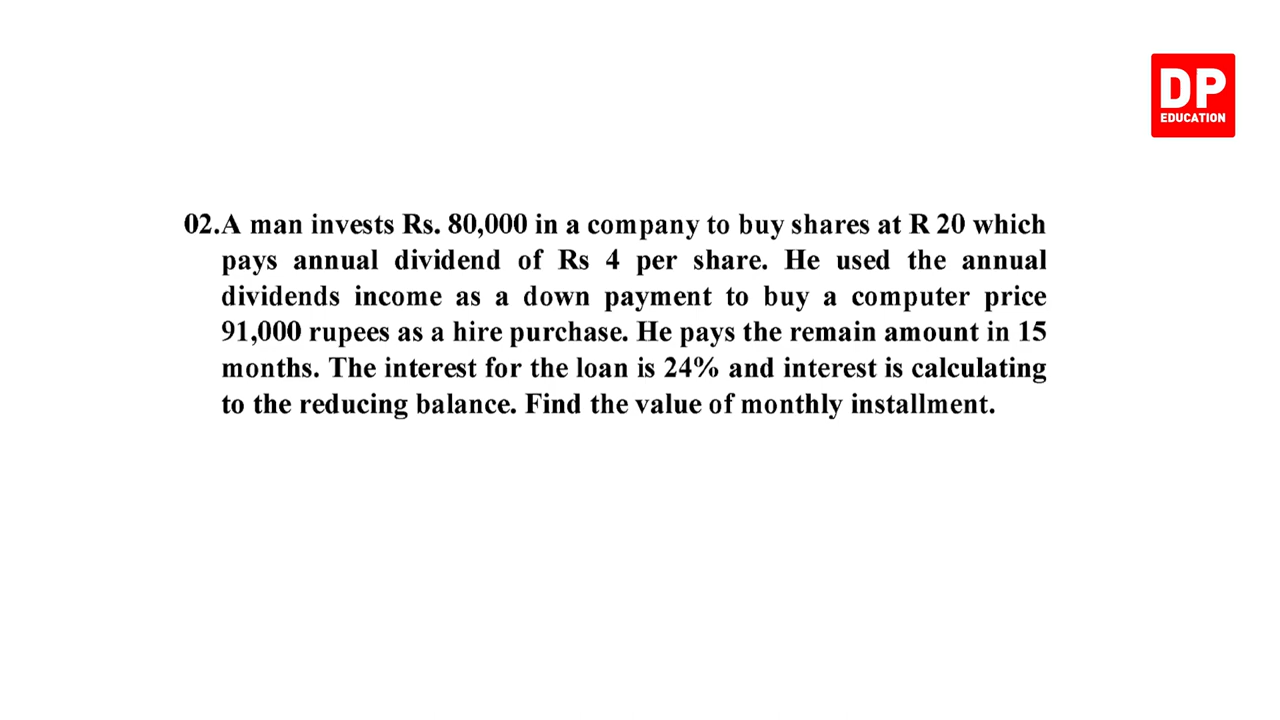 DP
EDUCATION
02.A man invests Rs. 80,000 in a company to buy shares at R 20 which
pays annual dividend of Rs 4 per share. He used the annual
dividends income as a down payment to buy a computer price
91,000 rupees as a hire purchase. He pays the remain amount in 15
months. The interest for the loan is 24% and interest is calculating
to the reducing balance. Find the value of monthly installment.